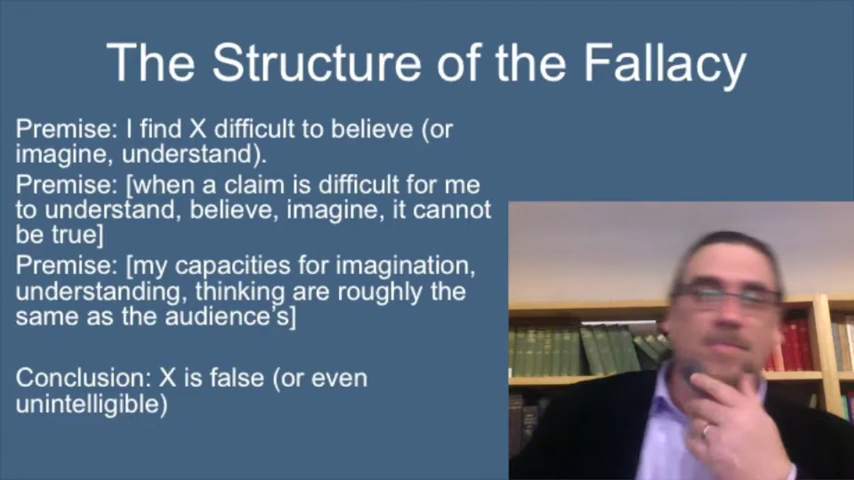 The Structure of the Fallacy
Premise: I find X difficult to believe (or
imagine, understand).
Premise: [when a claim is difficult for me
to understand, believe, imagine, it cannot
be true]
Premise: [my capacities for imagination,
understanding, thinking are roughly the
same as the audience's]
Conclusion: X is false (or even
unintelligible)